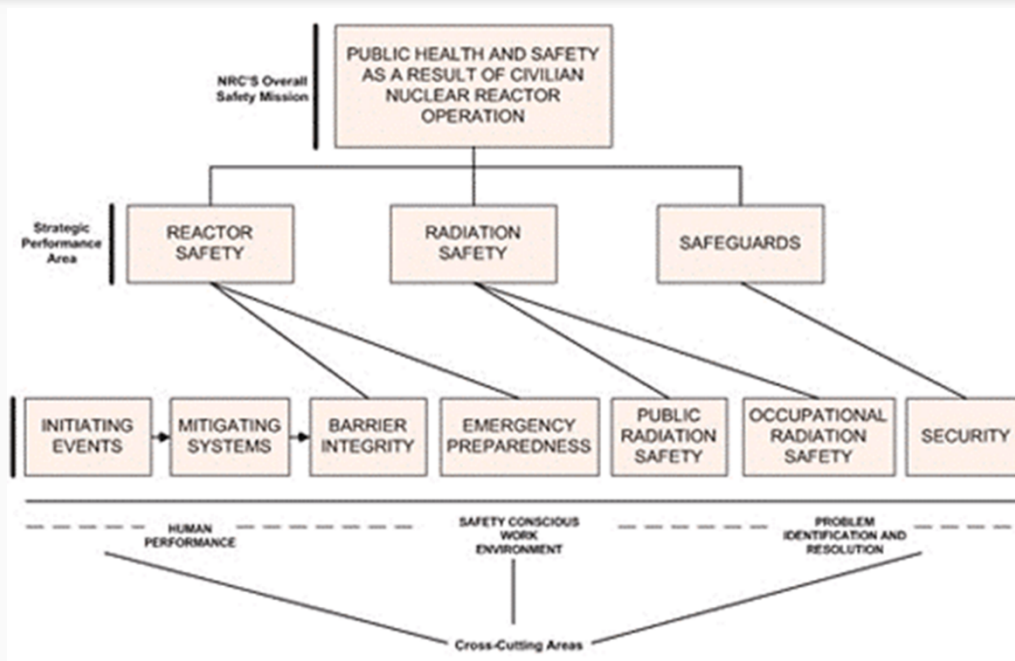 PUBLIC HEALTH AND SAFETY
AS A RESULT OF CIVILIAN
NUCLEAR REACTOR
OPERATION
NRC'S Overall
Safety Mission
Strategic
Performance
Area
REACTOR
SAFETY
RADIATION
SAFETY
SAFEGUARDS
INITIATING
EVENTS
MITIGATING
SYSTEMS
BARRIER
INTEGRITY
EMERGENCY
PREPAREDNESS
PUBLIC
RADIATION
SAFETY
OCCUPATIONAL
RADIATION
SAFETY
SECURITY
HUMAN
PERFORMANCE
SAFETY CONSCIOUS
WORK
ENVIRONMENT
PROBLEM
IDENTIFICATION AND
RESOLUTION
Cross-Cutting Areas